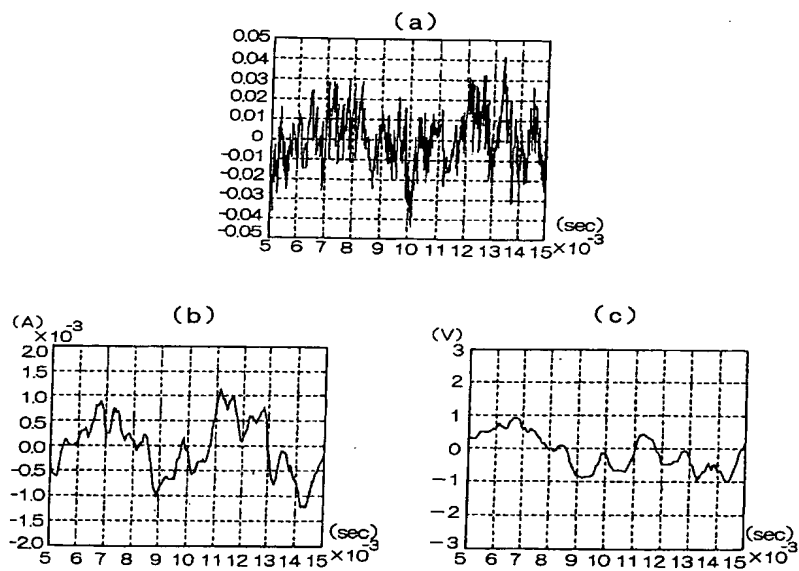 (a)
0.05
0.04
0.03
0.02
0.01
0
-0.01
-0.02
-0.03
-0.04
-0.05
5 6 7 8 9 10 11 12 13 14 15
(sec)
×10⁻³
(b)
(A)
×10⁻³
2.0
1.5
1.0
0.5
0.0
-0.5
-1.0
-1.5
-2.0
5 6 7 8 9 10 11 12 13 14 15
(sec)
×10⁻³
(c)
(V)
3
2
1
0
-1
-2
-3
5 6 7 8 9 10 11 12 13 14 15
(sec)
×10⁻³